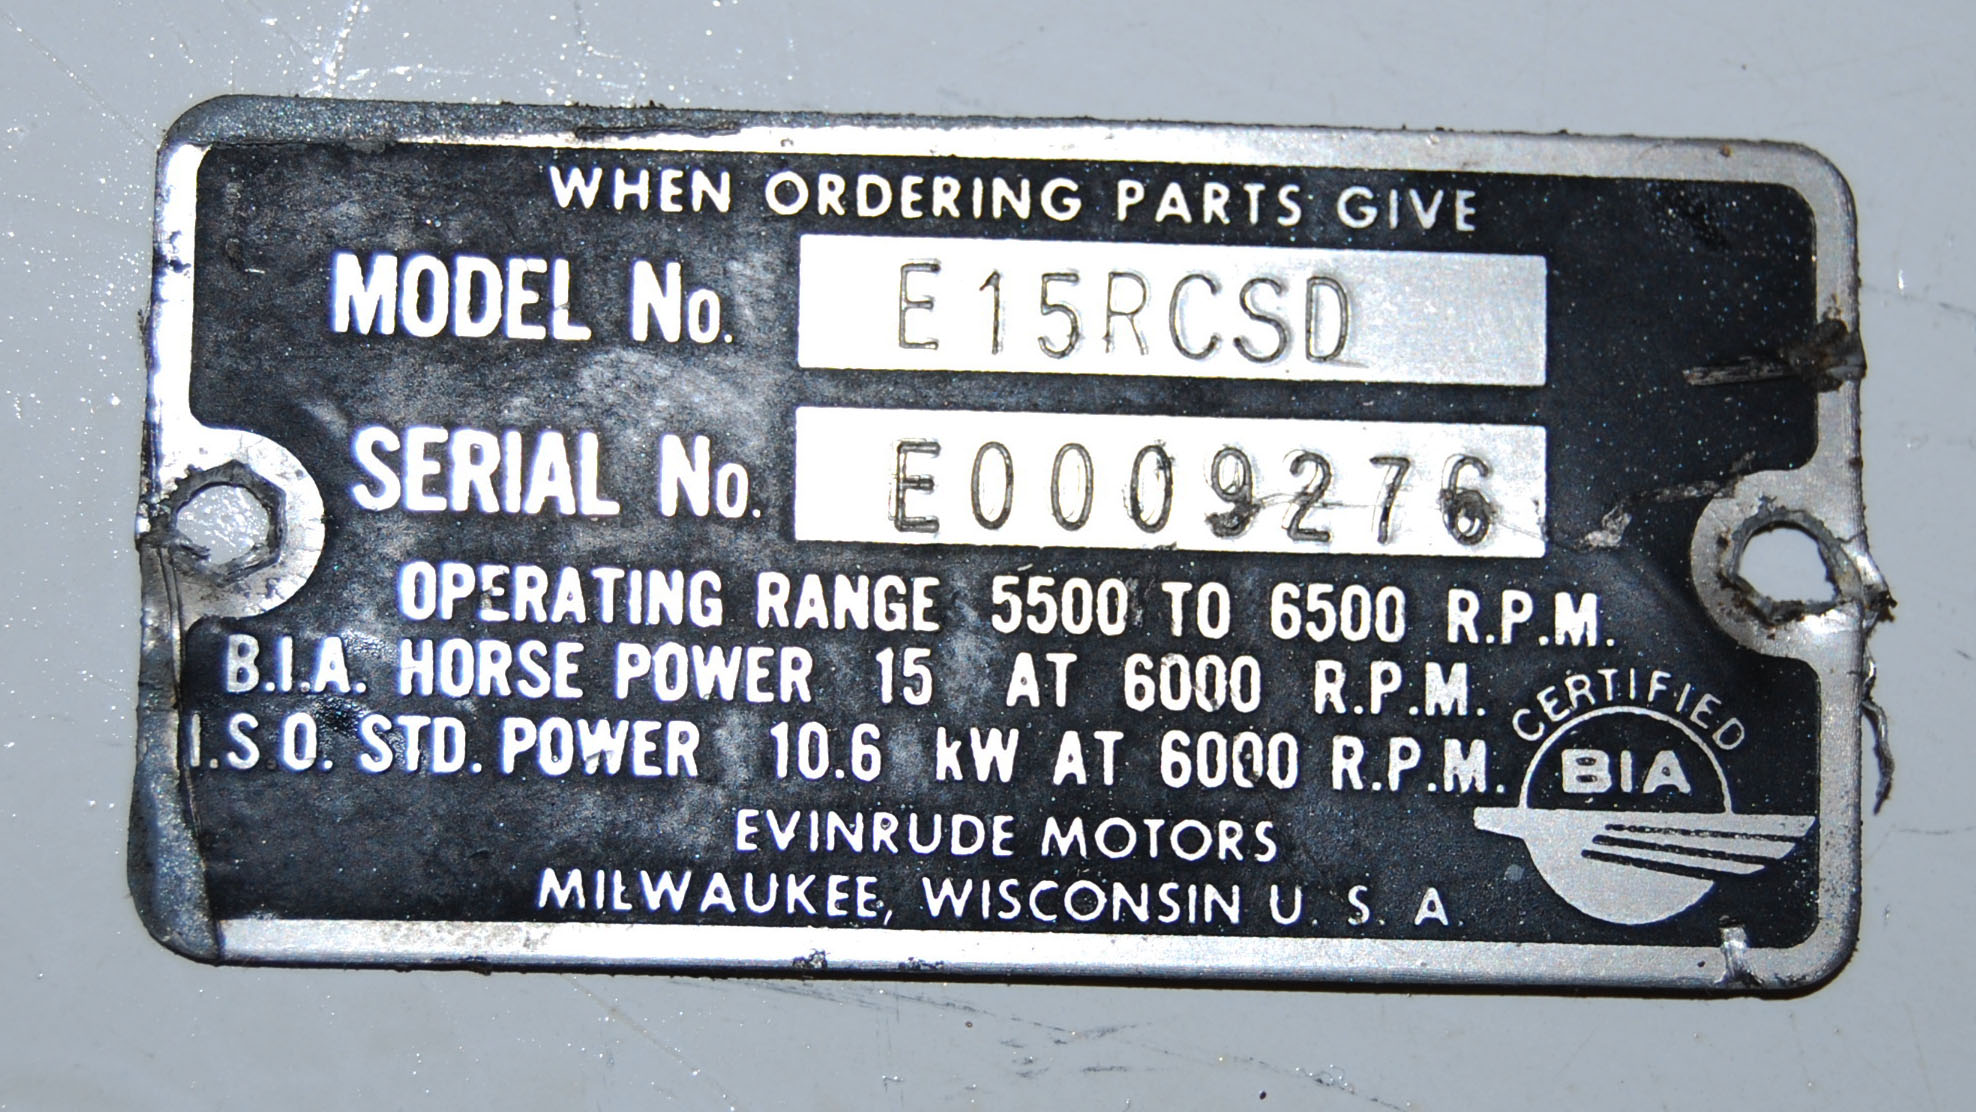 WHEN ORDERING PARTS GIVE
MODEL No. E15RCSD
SERIAL No. E0009276
OPERATING RANGE 5500 TO 6500 R.P.M.
B.I.A. HORSE POWER 15 AT 6000 R.P.M.
I.S.O. STD. POWER 10.6 kW AT 6000 R.P.M.
CERTIFIED
BIA
EVINRUDE MOTORS
MILWAUKEE, WISCONSIN U. S. A.